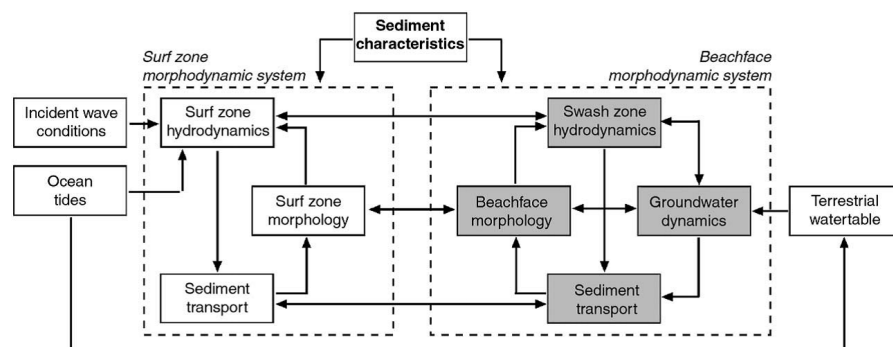 Sediment
characteristics
Surf zone
morphodynamic system
Beachface
morphodynamic system
Incident wave
conditions
Surf zone
hydrodynamics
Swash zone
hydrodynamics
Ocean
tides
Surf zone
morphology
Beachface
morphology
Groundwater
dynamics
Terrestrial
watertable
Sediment
transport
Sediment
transport